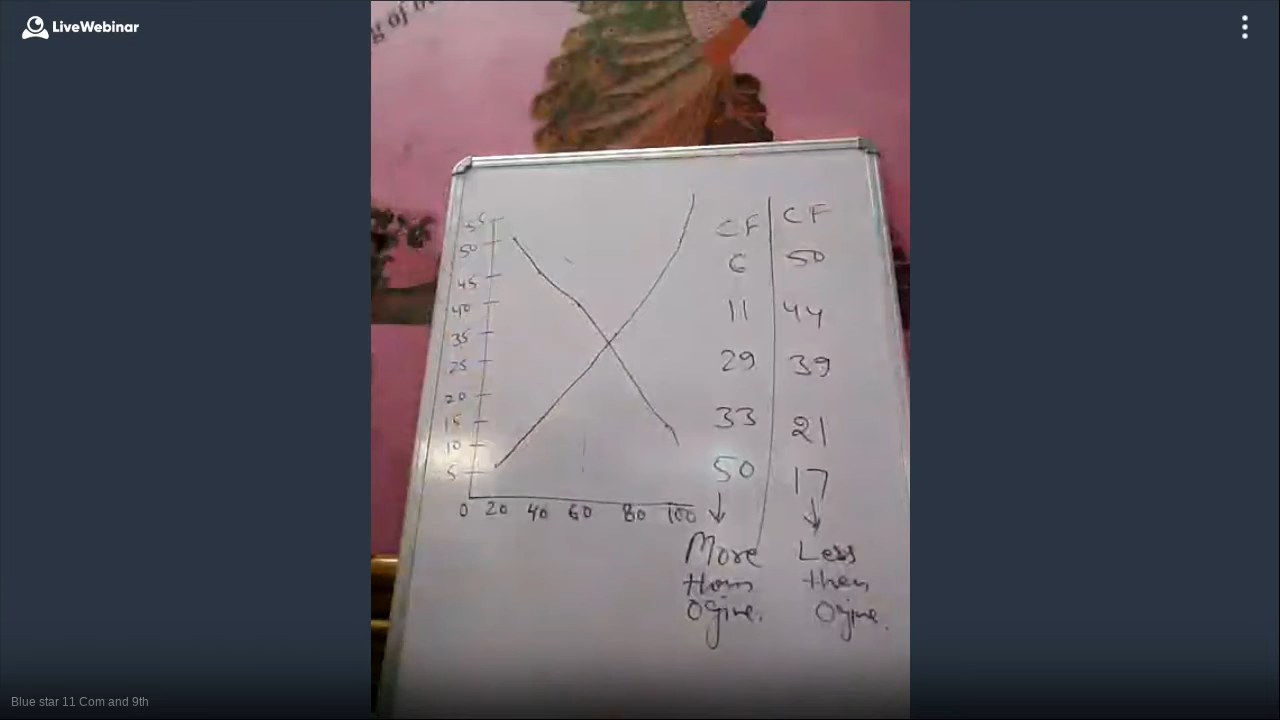 LiveWebinar
g of
CF CF
55
50
6 50
45
40
11 44
35
25
29 39
20
15
33 21
10
5
50 17
0 20 40 60 80 100
More Less
than then
Ogive. Ogive.
Blue star 11 Com and 9th